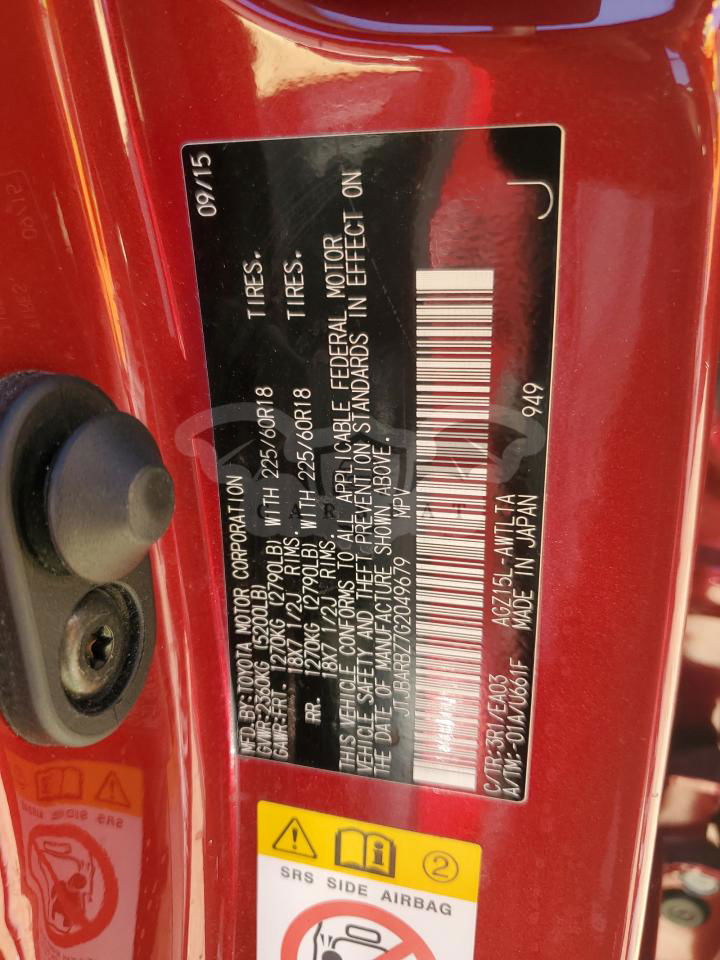 MFD.BY:TOYOTA MOTOR CORPORATION 09/15
GVWR:2360KG (5200LB)
GAWR:FRT. 1270KG (2790LB) WITH 225/60R18 TIRES.
18X7 1/2J RIMS.
RR. 1270KG (2790LB) WITH 225/60R18 TIRES.
18X7 1/2J RIMS.
THIS VEHICLE CONFORMS TO ALL APPLICABLE FEDERAL MOTOR
VEHICLE SAFETY AND THEFT PREVENTION STANDARDS IN EFFECT ON
THE DATE OF MANUFACTURE SHOWN ABOVE.
JTJBARBZ7G2049679 MPV
C/TR:3R1/EA03 AGZ15L-AWTLTA 949
A/TM:-01A/U661F MADE IN JAPAN J
2
SRS SIDE AIRBAG